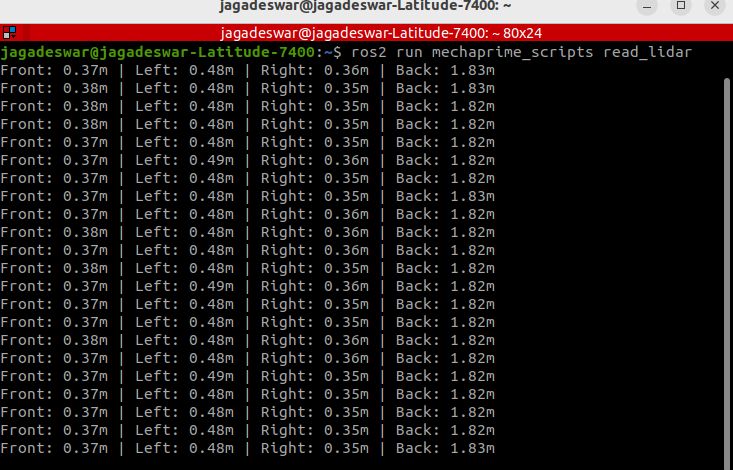 jagadeswar@jagadeswar-Latitude-7400: ~
jagadeswar@jagadeswar-Latitude-7400: ~ 80x24
jagadeswar@jagadeswar-Latitude-7400:~$ ros2 run mechaprime_scripts read_lidar
Front: 0.37m | Left: 0.48m | Right: 0.36m | Back: 1.83m
Front: 0.38m | Left: 0.48m | Right: 0.35m | Back: 1.82m
Front: 0.38m | Left: 0.48m | Right: 0.35m | Back: 1.82m
Front: 0.38m | Left: 0.48m | Right: 0.35m | Back: 1.82m
Front: 0.37m | Left: 0.48m | Right: 0.35m | Back: 1.82m
Front: 0.37m | Left: 0.49m | Right: 0.36m | Back: 1.82m
Front: 0.37m | Left: 0.48m | Right: 0.35m | Back: 1.82m
Front: 0.37m | Left: 0.48m | Right: 0.35m | Back: 1.83m
Front: 0.37m | Left: 0.48m | Right: 0.36m | Back: 1.82m
Front: 0.37m | Left: 0.48m | Right: 0.36m | Back: 1.82m
Front: 0.37m | Left: 0.48m | Right: 0.36m | Back: 1.82m
Front: 0.38m | Left: 0.48m | Right: 0.35m | Back: 1.82m
Front: 0.37m | Left: 0.49m | Right: 0.36m | Back: 1.82m
Front: 0.37m | Left: 0.48m | Right: 0.35m | Back: 1.82m
Front: 0.37m | Left: 0.48m | Right: 0.35m | Back: 1.82m
Front: 0.38m | Left: 0.48m | Right: 0.36m | Back: 1.82m
Front: 0.37m | Left: 0.48m | Right: 0.36m | Back: 1.82m
Front: 0.37m | Left: 0.49m | Right: 0.35m | Back: 1.82m
Front: 0.37m | Left: 0.48m | Right: 0.35m | Back: 1.82m
Front: 0.37m | Left: 0.48m | Right: 0.35m | Back: 1.82m
Front: 0.37m | Left: 0.48m | Right: 0.35m | Back: 1.82m
Front: 0.37m | Left: 0.48m | Right: 0.35m | Back: 1.83m